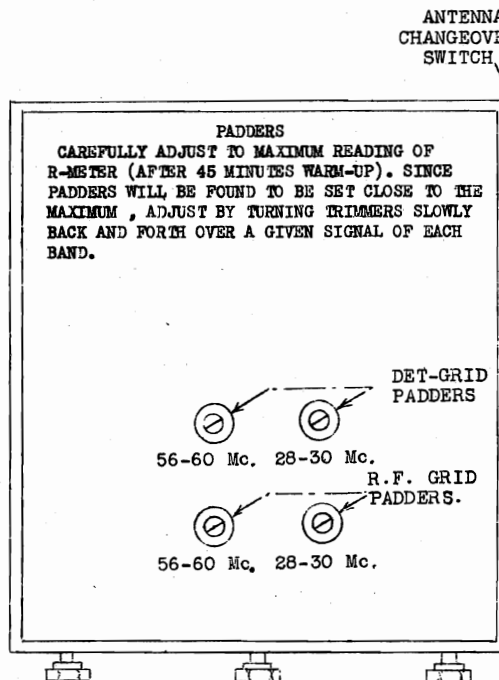 ANTENNA
CHANGEOVE
SWITCH
PADDERS
CAREFULLY ADJUST TO MAXIMUM READING OF
R-METER (AFTER 45 MINUTES WARM-UP). SINCE
PADDERS WILL BE FOUND TO BE SET CLOSE TO THE
MAXIMUM , ADJUST BY TURNING TRIMMERS SLOWLY
BACK AND FORTH OVER A GIVEN SIGNAL OF EACH
BAND.
DET-GRID
PADDERS
56-60 Mc. 28-30 Mc.
R.F. GRID
PADDERS.
56-60 Mc. 28-30 Mc.